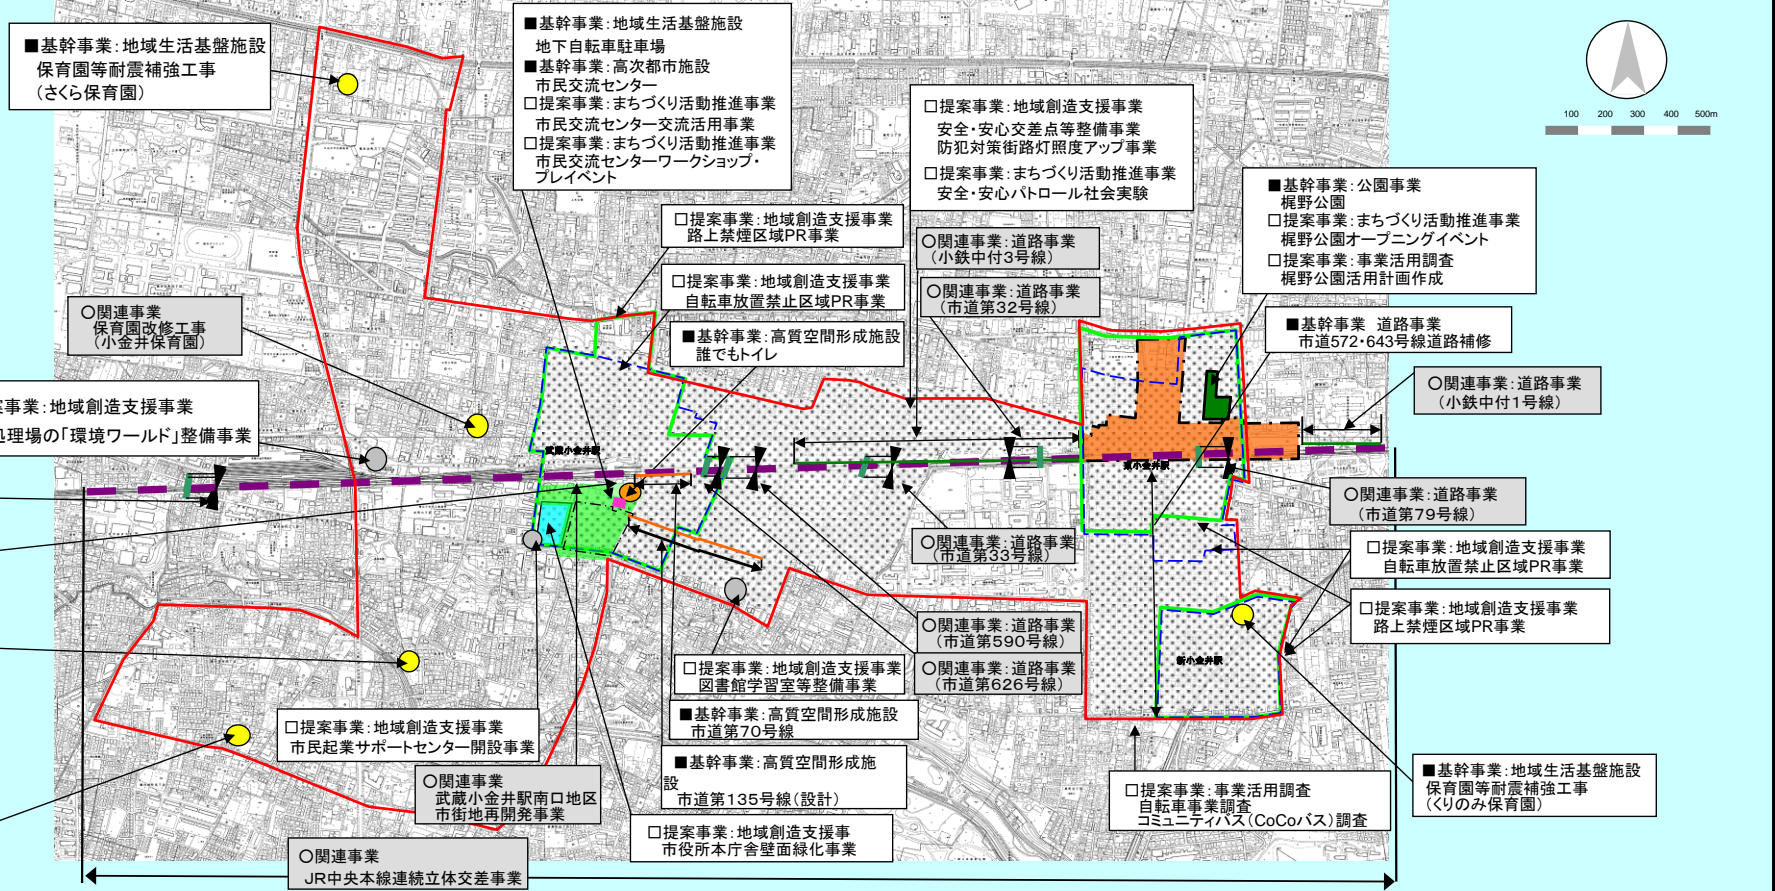 ■基幹事業:地域生活基盤施設
保育園等耐震補強工事
(さくら保育園)
■基幹事業:地域生活基盤施設
地下自転車駐車場
■基幹事業:高次都市施設
市民交流センター
□提案事業:まちづくり活動推進事業
市民交流センター交流活用事業
□提案事業:まちづくり活動推進事業
市民交流センターワークショップ・
プレイベント
□提案事業:地域創造支援事業
安全・安心交差点等整備事業
防犯対策街路灯照度アップ事業
□提案事業:まちづくり活動推進事業
安全・安心パトロール社会実験
100 200 300 400 500m
■基幹事業:公園事業
梶野公園
□提案事業:まちづくり活動推進事業
梶野公園オープニングイベント
□提案事業:事業活用調査
梶野公園活用計画作成
□提案事業:地域創造支援事業
路上禁煙区域PR事業
○関連事業:道路事業
(小鉄中付3号線)
□提案事業:地域創造支援事業
自転車放置禁止区域PR事業
○関連事業:道路事業
(市道第32号線)
○関連事業
保育園改修工事
(小金井保育園)
■基幹事業:高質空間形成施設
誰でもトイレ
■基幹事業 道路事業
市道572・643号線道路補修
○関連事業:道路事業
(小鉄中付1号線)
案事業:地域創造支援事業
処理場の「環境ワールド」整備事業
武蔵小金井駅
東小金井駅
○関連事業:道路事業
(市道第79号線)
○関連事業:道路事業
(市道第33号線)
□提案事業:地域創造支援事業
自転車放置禁止区域PR事業
□提案事業:地域創造支援事業
路上禁煙区域PR事業
○関連事業:道路事業
(市道第590号線)
○関連事業:道路事業
(市道第626号線)
新小金井駅
□提案事業:地域創造支援事業
図書館学習室等整備事業
■基幹事業:高質空間形成施設
市道第70号線
□提案事業:地域創造支援事業
市民起業サポートセンター開設事業
○関連事業
武蔵小金井駅南口地区
市街地再開発事業
■基幹事業:高質空間形成施
設
市道第135号線(設計)
□提案事業:地域創造支援事
市役所本庁舎壁面緑化事業
□提案事業:事業活用調査
自転車事業調査
コミュニティバス(CoCoバス)調査
■基幹事業:地域生活基盤施設
保育園等耐震補強工事
(くりのみ保育園)
○関連事業
JR中央本線連続立体交差事業